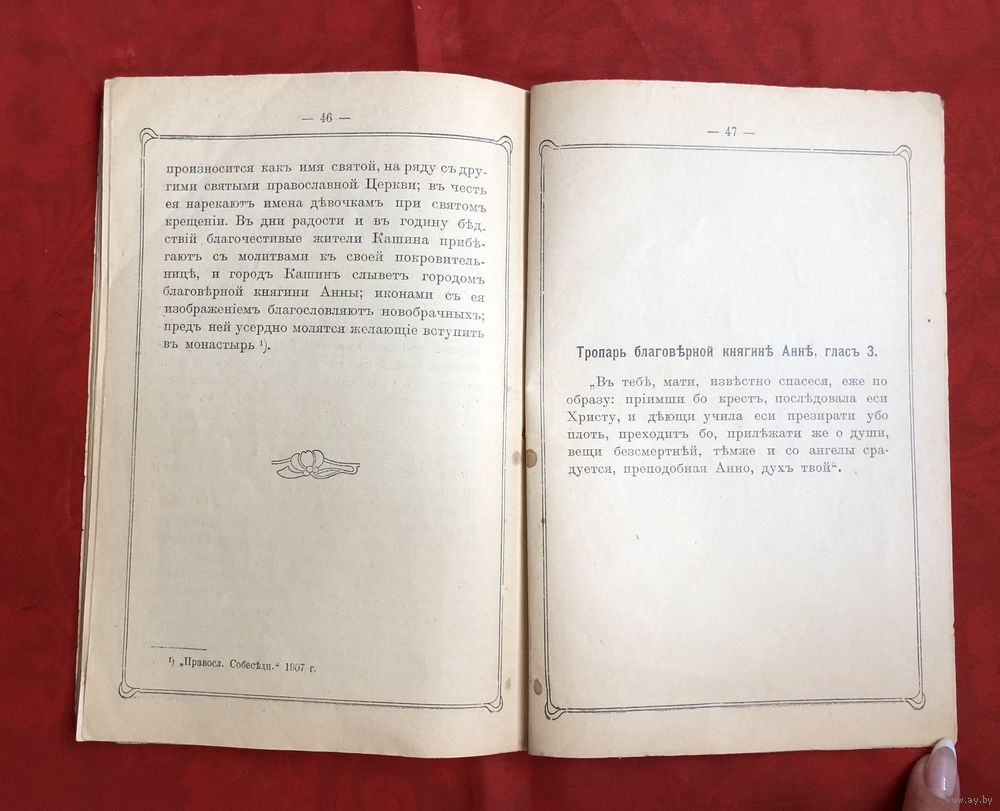 — 46 —
произносится какъ имя святой, на ряду съ дру-
гими святыми православной Церкви; въ честь
ея нарекаютъ имена дѣвочкамъ при святомъ
крещеніи. Въ дни радости и въ годину бѣд-
ствій благочестивые жители Кашина прибѣ-
гаютъ съ молитвами къ своей покровитель-
ницѣ, и городъ Кашинъ слыветъ городомъ
благовѣрной княгини Анны; иконами съ ея
изображеніемъ благословляютъ новобрачныхъ;
предъ ней усердно молятся желающіе вступить
въ монастырь ¹).
¹) „Правосл. Собесѣдн.“ 1907 г.
— 47 —
Тропарь благовѣрной княгинѣ Аннѣ, гласъ 3.
„Въ тебѣ, мати, извѣстно спасеся, еже по
образу: пріимши бо крестъ, послѣдовала еси
Христу, и дѣющи учила еси презирати убо
плоть, преходитъ бо, прилѣжати же о души,
вещи безсмертнѣй, тѣмже и со ангелы сра-
дуется, преподобная Анно, духъ твой“.
www.ay.by